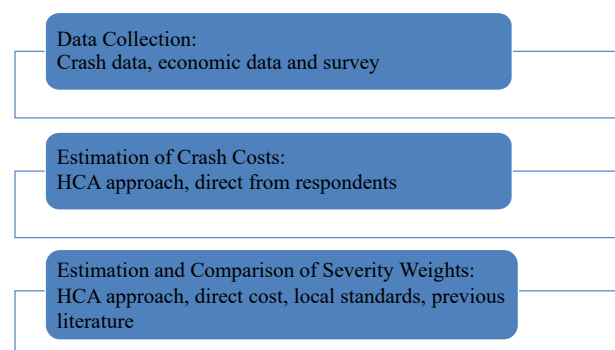 Data Collection:
Crash data, economic data and survey
Estimation of Crash Costs:
HCA approach, direct from respondents
Estimation and Comparison of Severity Weights:
HCA approach, direct cost, local standards, previous
literature